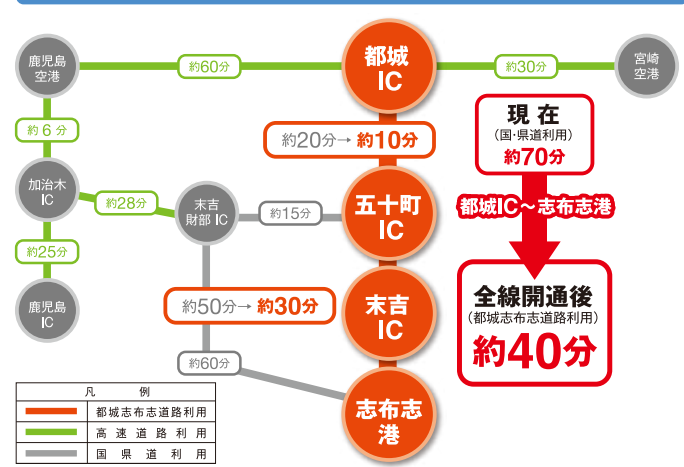 鹿児島
空港
約60分
都城
IC
約30分
宮崎
空港
約6分
約20分→約10分
現在
(国・県道利用)
約70分
加治木
IC
約28分
末吉
財部IC
約15分
五十町
IC
都城IC~志布志港
約25分
鹿児島
IC
約50分→約30分
末吉
IC
全線開通後
(都城志布志道路利用)
約40分
約60分
志布志
港
凡例
都城志布志道路利用
高速道路利用
国県道利用